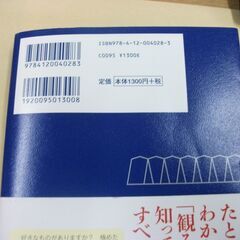 ISBN978-4-12-004028-3
C0095 ¥1300E
9784120040283
定価 本体1300円+税
1920095013008
たと
わか
「観る
知って
すべ
好きなものがありますか?